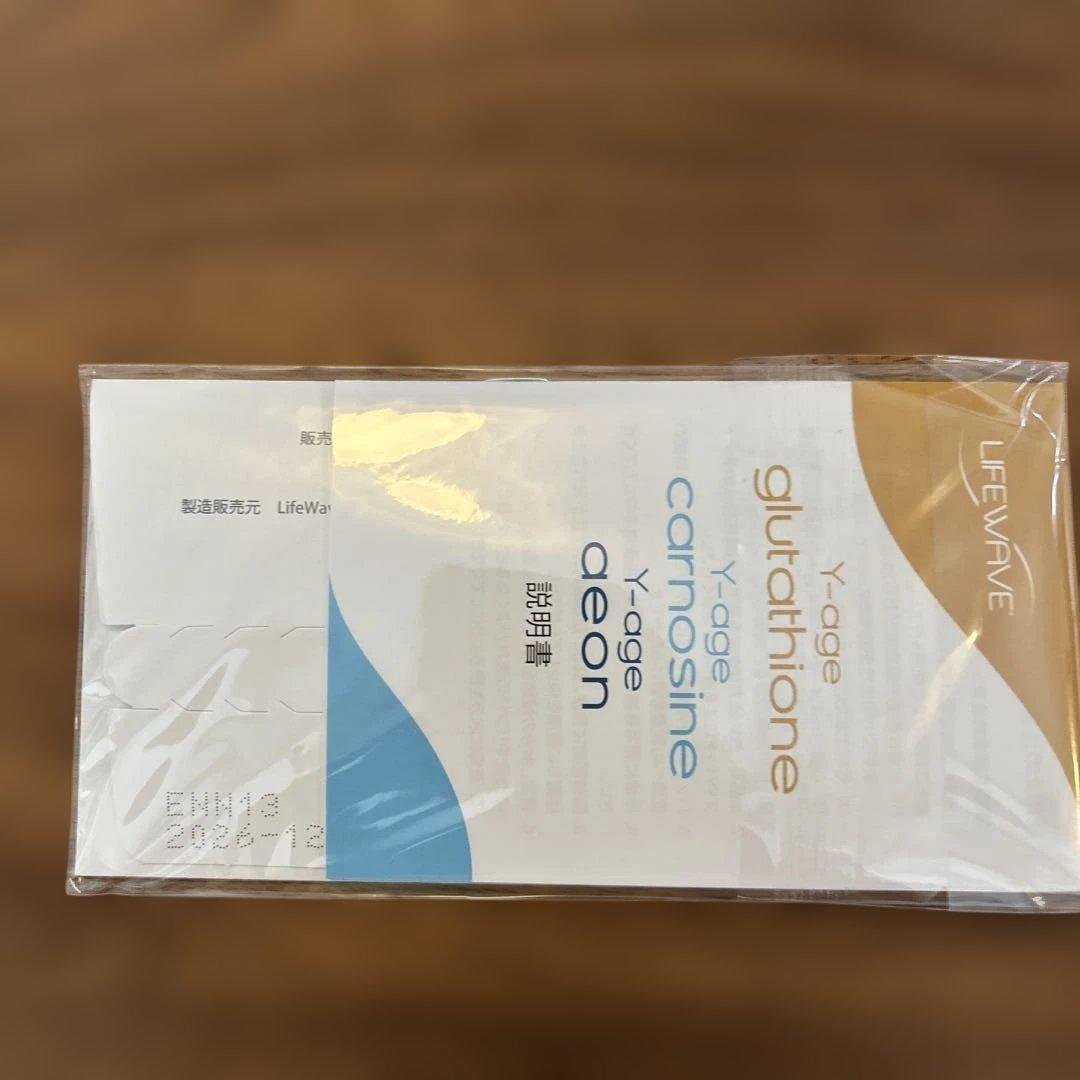 LIFEWAVE
Y-age
glutathione
Y-age
carnosine
Y-age
aeon
説明書
販売
製造販売元 LifeWav
ENN13
2026-12